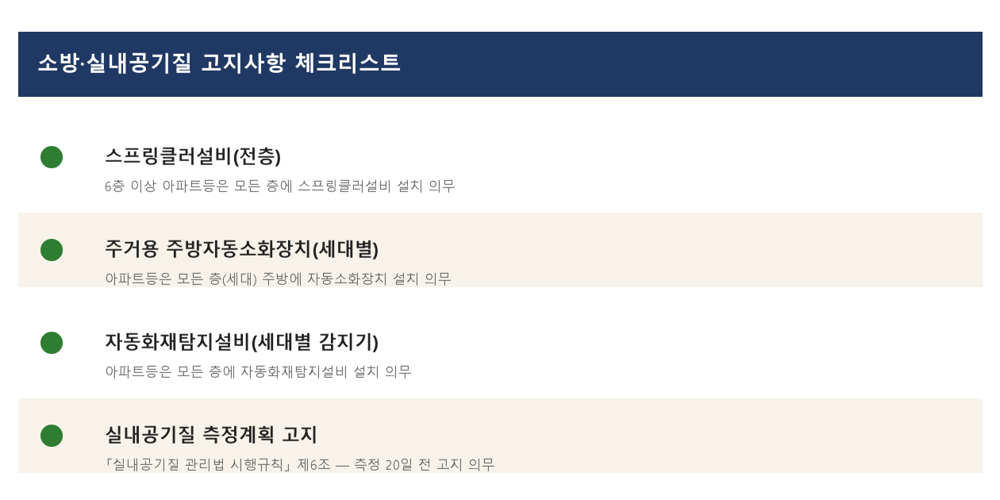 소방·실내공기질 고지사항 체크리스트
스프링클러설비(전층)
6층 이상 아파트등은 모든 층에 스프링클러설비 설치 의무
주거용 주방자동소화장치(세대별)
아파트등은 모든 층(세대) 주방에 자동소화장치 설치 의무
자동화재탐지설비(세대별 감지기)
아파트등은 모든 층에 자동화재탐지설비 설치 의무
실내공기질 측정계획 고지
「실내공기질 관리법 시행규칙」 제6조 — 측정 20일 전 고지 의무